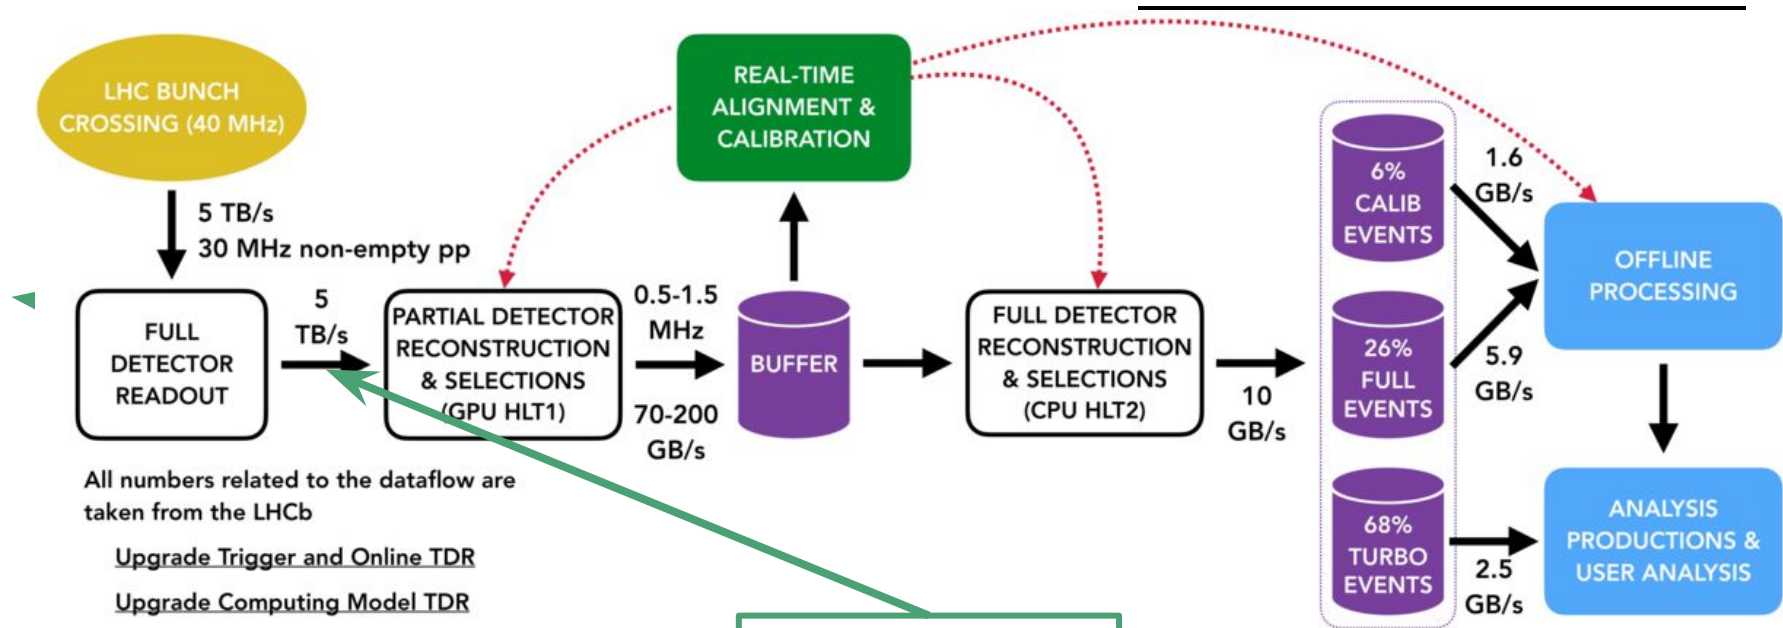 LHC BUNCH
CROSSING (40 MHz)
5 TB/s
30 MHz non-empty pp
FULL
DETECTOR
READOUT
5
TB/s
PARTIAL DETECTOR
RECONSTRUCTION
& SELECTIONS
(GPU HLT1)
0.5-1.5
MHz
70-200
GB/s
REAL-TIME
ALIGNMENT &
CALIBRATION
BUFFER
FULL DETECTOR
RECONSTRUCTION
& SELECTIONS
(CPU HLT2)
10
GB/s
6%
CALIB
EVENTS
1.6
GB/s
26%
FULL
EVENTS
5.9
GB/s
68%
TURBO
EVENTS
2.5
GB/s
OFFLINE
PROCESSING
ANALYSIS
PRODUCTIONS &
USER ANALYSIS
All numbers related to the dataflow are
taken from the LHCb
Upgrade Trigger and Online TDR
Upgrade Computing Model TDR